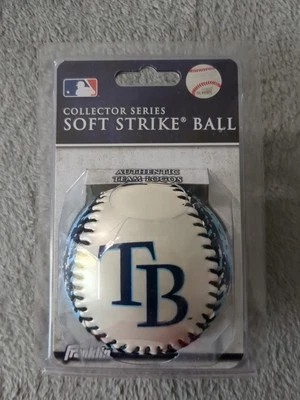 COLLECTOR SERIES
SOFT STRIKE® BALL
AUTHENTIC
TEAM LOGOS
TB
Franklin